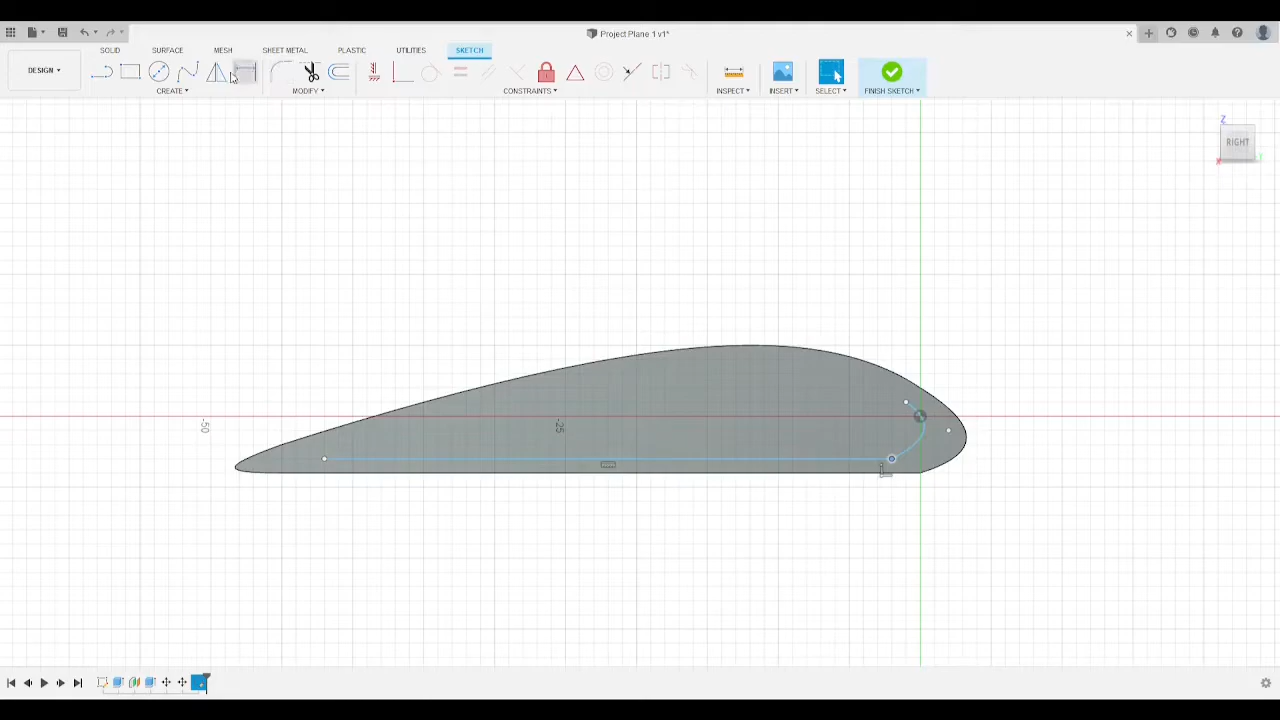 Project Plane 1 v1*
SOLID SURFACE MESH SHEET METAL PLASTIC UTILITIES SKETCH
DESIGN ▾
CREATE ▾ MODIFY ▾ CONSTRAINTS ▾ INSPECT ▾ INSERT ▾ SELECT ▾ FINISH SKETCH ▾
Z
RIGHT
X Y
-50
-25